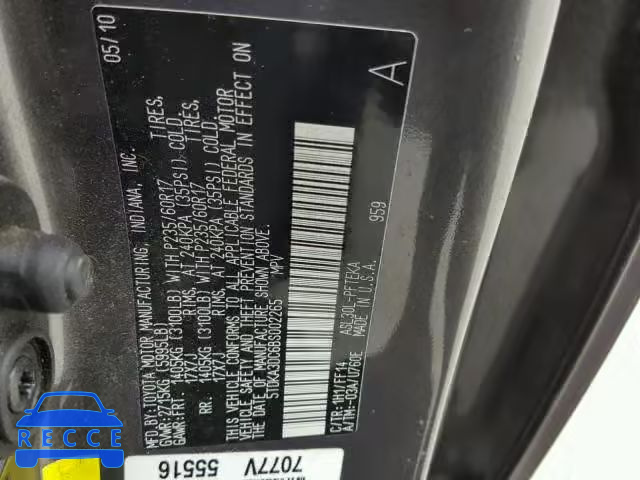 MFD.BY: TOYOTA MOTOR MANUFACTURING, INDIANA, INC. 05/10
GVWR: 2715KG (5995LB)
GAWR: FRT. 1405KG (3100LB) WITH P235/60R17 TIRES,
17X7J RIMS, AT 240KPA (35PSI) COLD.
RR. 1405KG (3100LB) WITH P235/60R17 TIRES,
17X7J RIMS, AT 240KPA (35PSI) COLD.
THIS VEHICLE CONFORMS TO ALL APPLICABLE FEDERAL MOTOR
VEHICLE SAFETY AND THEFT PREVENTION STANDARDS IN EFFECT ON
THE DATE OF MANUFACTURE SHOWN ABOVE.
5TDKA3DC6BS002265 MPV
A
959
C/TR: 1H1/FF14 ASL30L-PFTEKA
A/TM: -03A/U760E MADE IN U.S.A.
7077V
55516
SEE CARS DATA